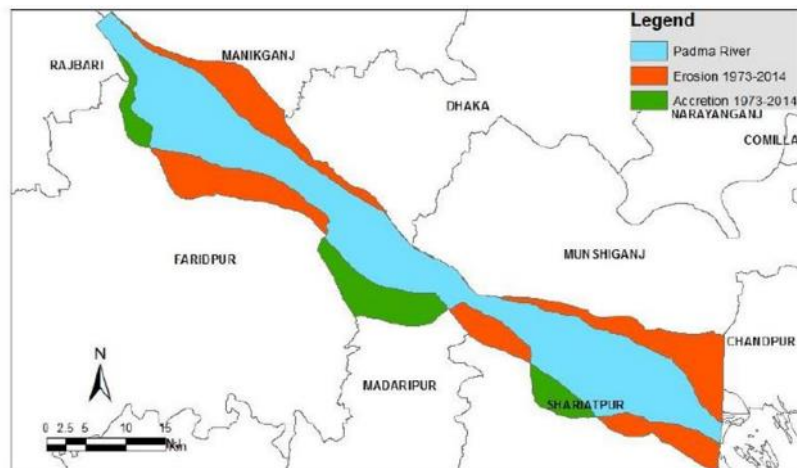 Legend
Padma River
Erosion 1973-2014
Accretion 1973-2014
MANIKGANJ
RAJBARI
DHAKA
NARAYANGANJ
COMILLA
FARIDPUR
MUNSHIGANJ
CHANDPUR
N
MADARIPUR
SHARIATPUR
0 2.5 5 10 15